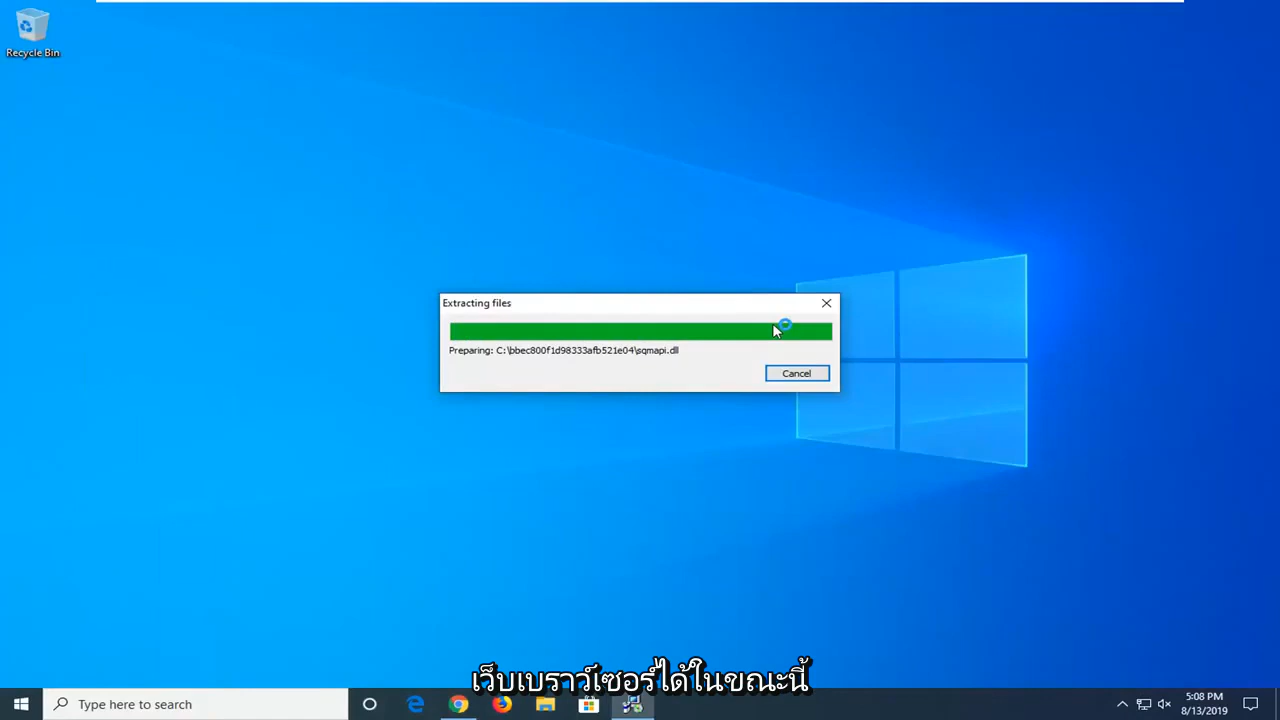 Recycle Bin
Extracting files
Preparing: C:\bbec800f1d98333afb521e04\sqmapi.dll
Cancel
เว็บเบราว์เซอร์ได้ในขณะนี้
Type here to search
5:08 PM
8/13/2019